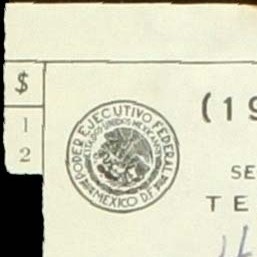 $
1
2
PODER EJECUTIVO FEDERAL
ESTADOS UNIDOS MEXICANOS
MEXICO D.F.
(19
SE
TE